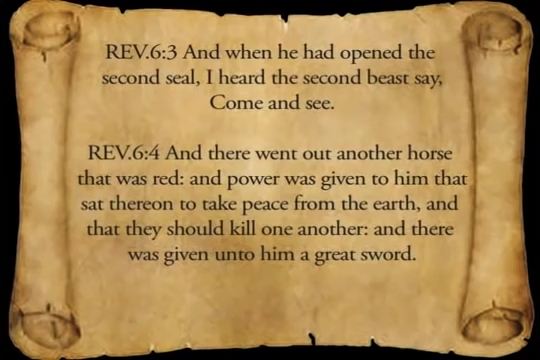 REV.6:3 And when he had opened the
second seal, I heard the second beast say,
Come and see.
REV.6:4 And there went out another horse
that was red: and power was given to him that
sat thereon to take peace from the earth, and
that they should kill one another: and there
was given unto him a great sword.